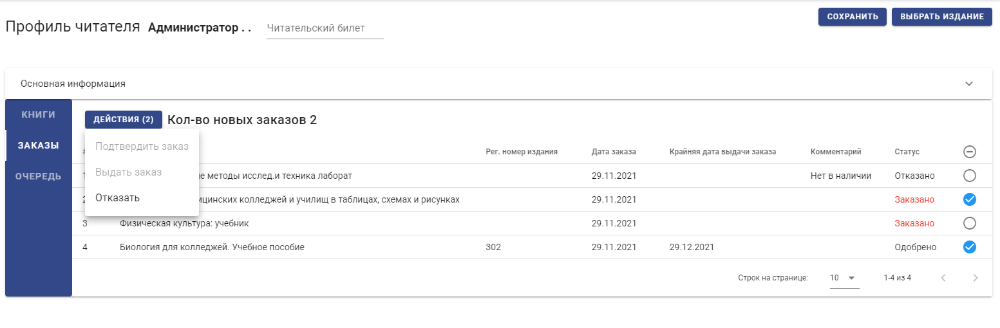 СОХРАНИТЬ ВЫБРАТЬ ИЗДАНИЕ
Профиль читателя Администратор . . Читательский билет
Основная информация
КНИГИ
ЗАКАЗЫ
ОЧЕРЕДЬ
ДЕЙСТВИЯ (2) Кол-во новых заказов 2
Подтвердить заказ
Выдать заказ
Отказать
# Рег. номер издания Дата заказа Крайняя дата выдачи заказа Комментарий Статус
1 методы исслед.и техника лаборат 29.11.2021 Нет в наличии Отказано
2 колледжей и училищ в таблицах, схемах и рисунках 29.11.2021 Заказано
3 Физическая культура: учебник 29.11.2021 Заказано
4 Биология для колледжей. Учебное пособие 302 29.11.2021 29.12.2021 Одобрено
Строк на странице: 10 1-4 из 4